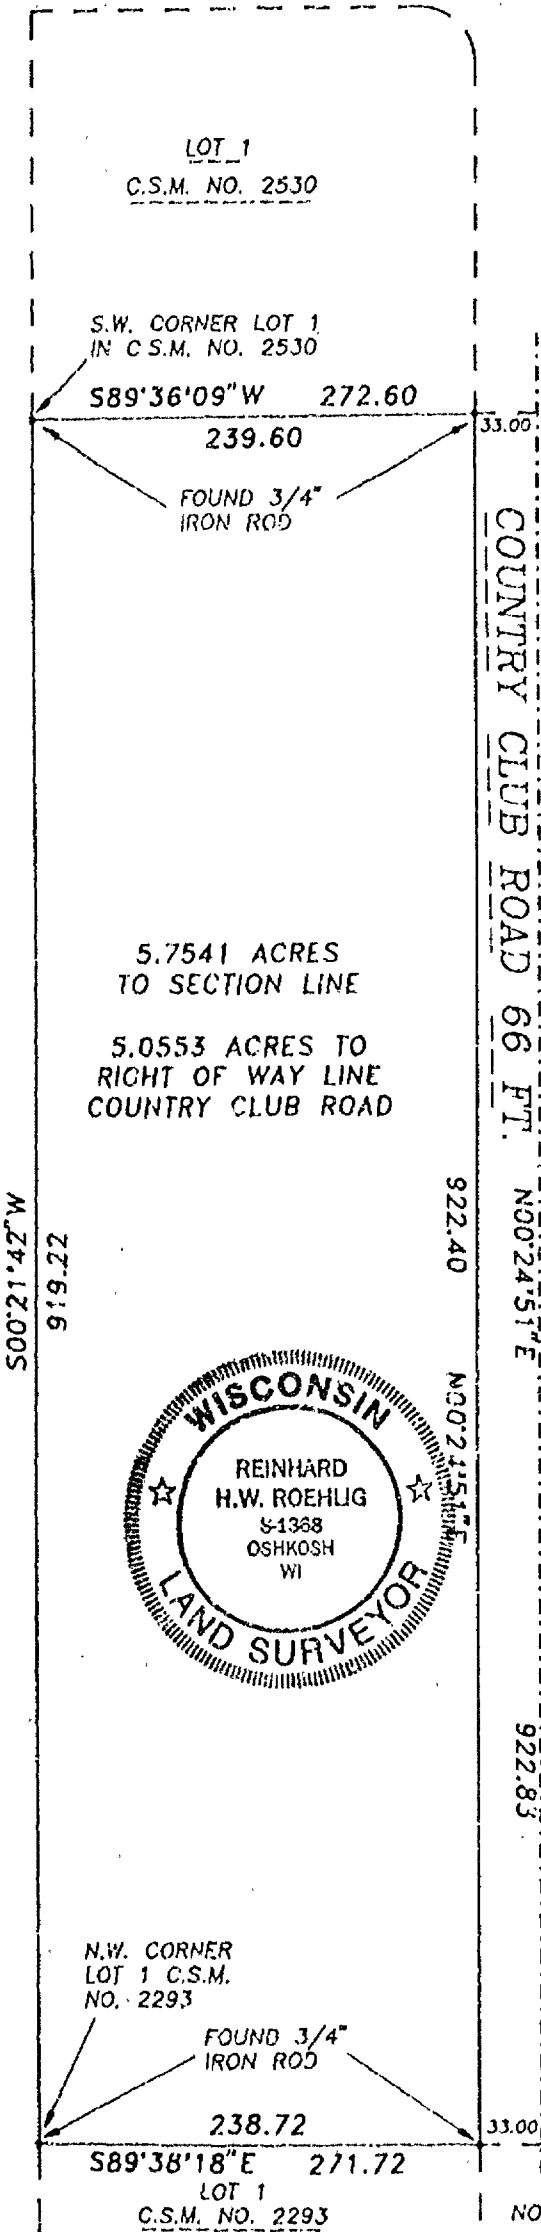 LOT 1
C.S.M. NO. 2530
S.W. CORNER LOT 1
IN C.S.M. NO. 2530
S89°36'09"W 272.60
33.00
239.60
FOUND 3/4"
IRON ROD
COUNTRY CLUB ROAD 66 FT.
5.7541 ACRES
TO SECTION LINE
5.0553 ACRES TO
RIGHT OF WAY LINE
COUNTRY CLUB ROAD
S00°21'42"W
919.22
922.40
N00°24'51"E
N00°24'51"E
922.83
WISCONSIN
REINHARD
H.W. ROEHLIG
S-1368
OSHKOSH
WI
LAND SURVEYOR
N.W. CORNER
LOT 1 C.S.M.
NO. 2293
FOUND 3/4"
IRON ROD
238.72
33.00
S89°38'18"E 271.72
LOT 1
C.S.M. NO. 2293
NO